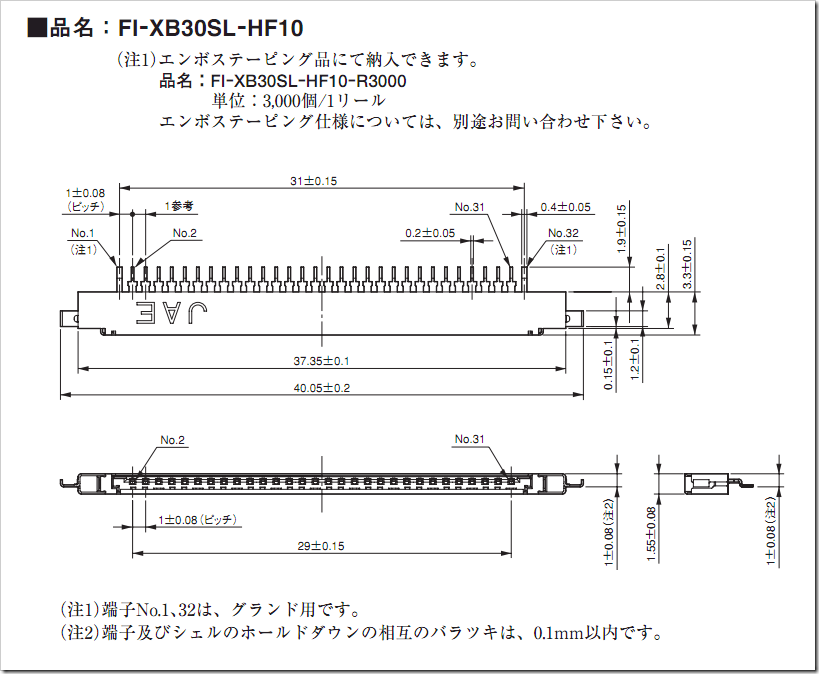 ■品名：FI-XB30SL-HF10
（注1）エンボステーピング品にて納入できます。
品名：FI-XB30SL-HF10-R3000
単位：3,000個/1リール
エンボステーピング仕様については、別途お問い合わせ下さい。
31±0.15
1±0.08
（ピッチ）
1参考
No.31
0.4±0.05
No.1
（注1）
No.2
0.2±0.05
No.32
（注1）
1.9±0.15
2.8±0.1
3.3±0.15
JAE
0.15±0.1
1.2±0.1
37.35±0.1
40.05±0.2
No.2
No.31
1±0.08（ピッチ）
29±0.15
1±0.08（注2）
1.55±0.08
1±0.08（注2）
（注1）端子No.1、32は、グランド用です。
（注2）端子及びシェルのホールドダウンの相互のバラツキは、0.1mm以内です。